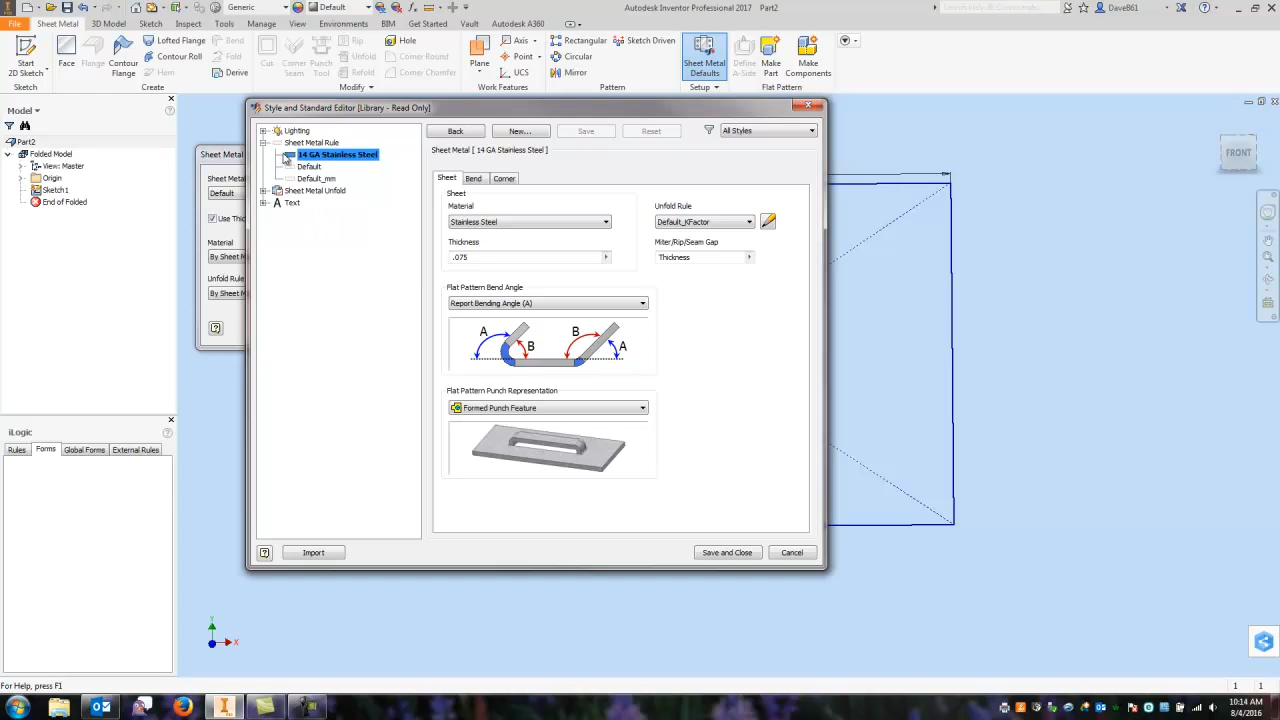 Generic
Default
Autodesk Inventor Professional 2017 Part2
DaveB61
File
Sheet Metal
3D Model
Sketch
Inspect
Tools
Manage
View
Environments
BIM
Get Started
Vault
Autodesk A360
Start
2D Sketch
Face
Flange
Contour
Flange
Lofted Flange
Contour Roll
Hem
Bend
Fold
Derive
Cut
Corner
Seam
Punch
Tool
Rip
Unfold
Refold
Hole
Corner Round
Corner Chamfer
Plane
Axis
Point
UCS
Rectangular
Circular
Mirror
Sketch Driven
Sheet Metal
Defaults
Define
A-Side
Make
Part
Make
Components
Sketch
Create
Modify
Work Features
Pattern
Setup
Flat Pattern
Model
Part2
Folded Model
View: Master
Origin
Sketch1
End of Folded
iLogic
Rules
Forms
Global Forms
External Rules
Sheet Metal
Sheet Metal
Default
Use Thic
Material
By Sheet M
Unfold Rule
By Sheet M
Style and Standard Editor [Library - Read Only]
Lighting
Sheet Metal Rule
14 GA Stainless Steel
Default
Default_mm
Sheet Metal Unfold
Text
Back
New...
Save
Reset
All Styles
Sheet Metal [ 14 GA Stainless Steel ]
Sheet
Bend
Corner
Sheet
Material
Stainless Steel
Thickness
.075
Unfold Rule
Default_KFactor
Miter/Rip/Seam Gap
Thickness
Flat Pattern Bend Angle
Report Bending Angle (A)
A
B
B
A
Flat Pattern Punch Representation
Formed Punch Feature
Import
Save and Close
Cancel
FRONT
Y
X
For Help, press F1
1
1
10:14 AM
8/4/2016